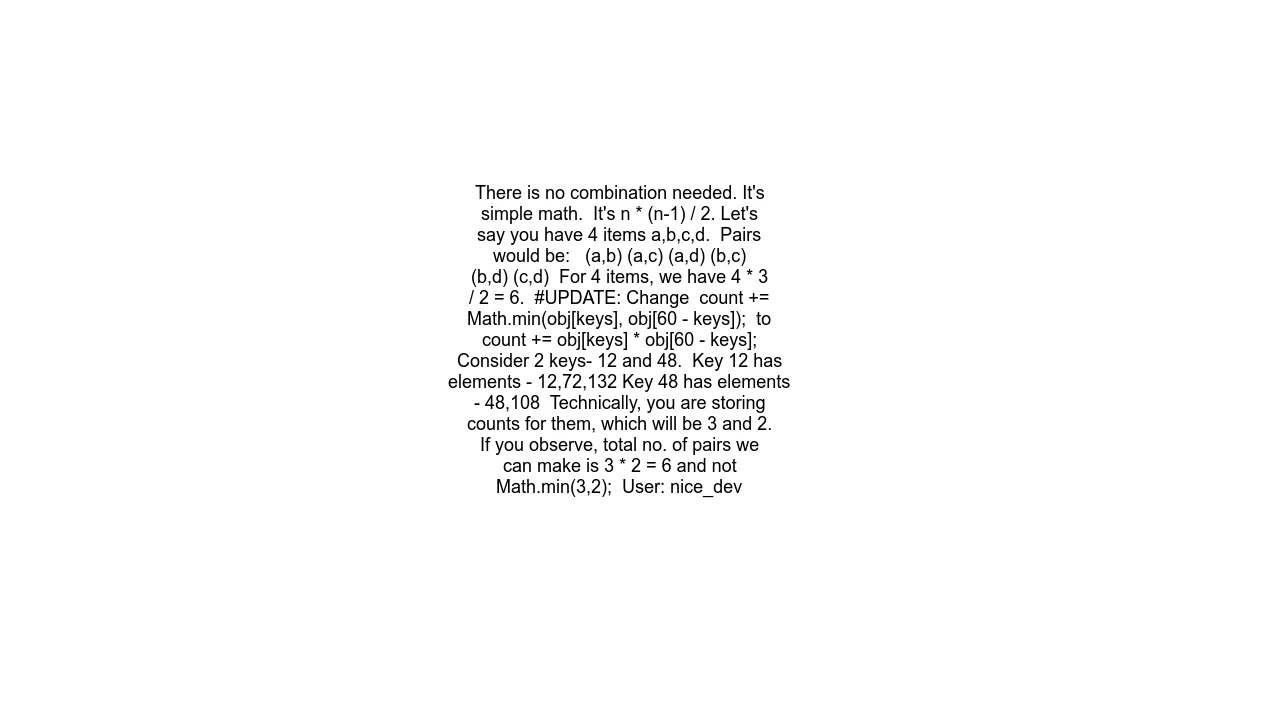 There is no combination needed. It's
simple math.  It's n * (n-1) / 2. Let's
say you have 4 items a,b,c,d.  Pairs
would be:   (a,b) (a,c) (a,d) (b,c)
(b,d) (c,d)  For 4 items, we have 4 * 3
/ 2 = 6.  #UPDATE: Change  count +=
Math.min(obj[keys], obj[60 - keys]);  to
count += obj[keys] * obj[60 - keys];
Consider 2 keys- 12 and 48.  Key 12 has
elements - 12,72,132 Key 48 has elements
- 48,108  Technically, you are storing
counts for them, which will be 3 and 2.
If you observe, total no. of pairs we
can make is 3 * 2 = 6 and not
Math.min(3,2);  User: nice_dev